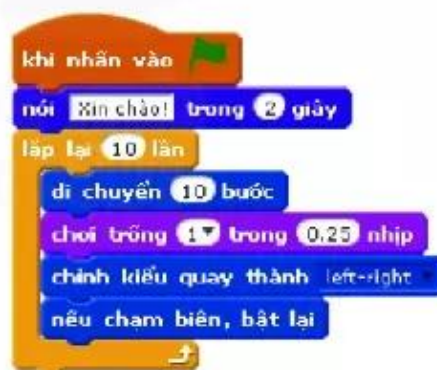 khi nhấn vào
nói Xin chào! trong 2 giây
lặp lại 10 lần
di chuyển 10 bước
chơi trống 1 trong 0.25 nhịp
chỉnh kiểu quay thành left-right
nếu chạm biên, bật lại